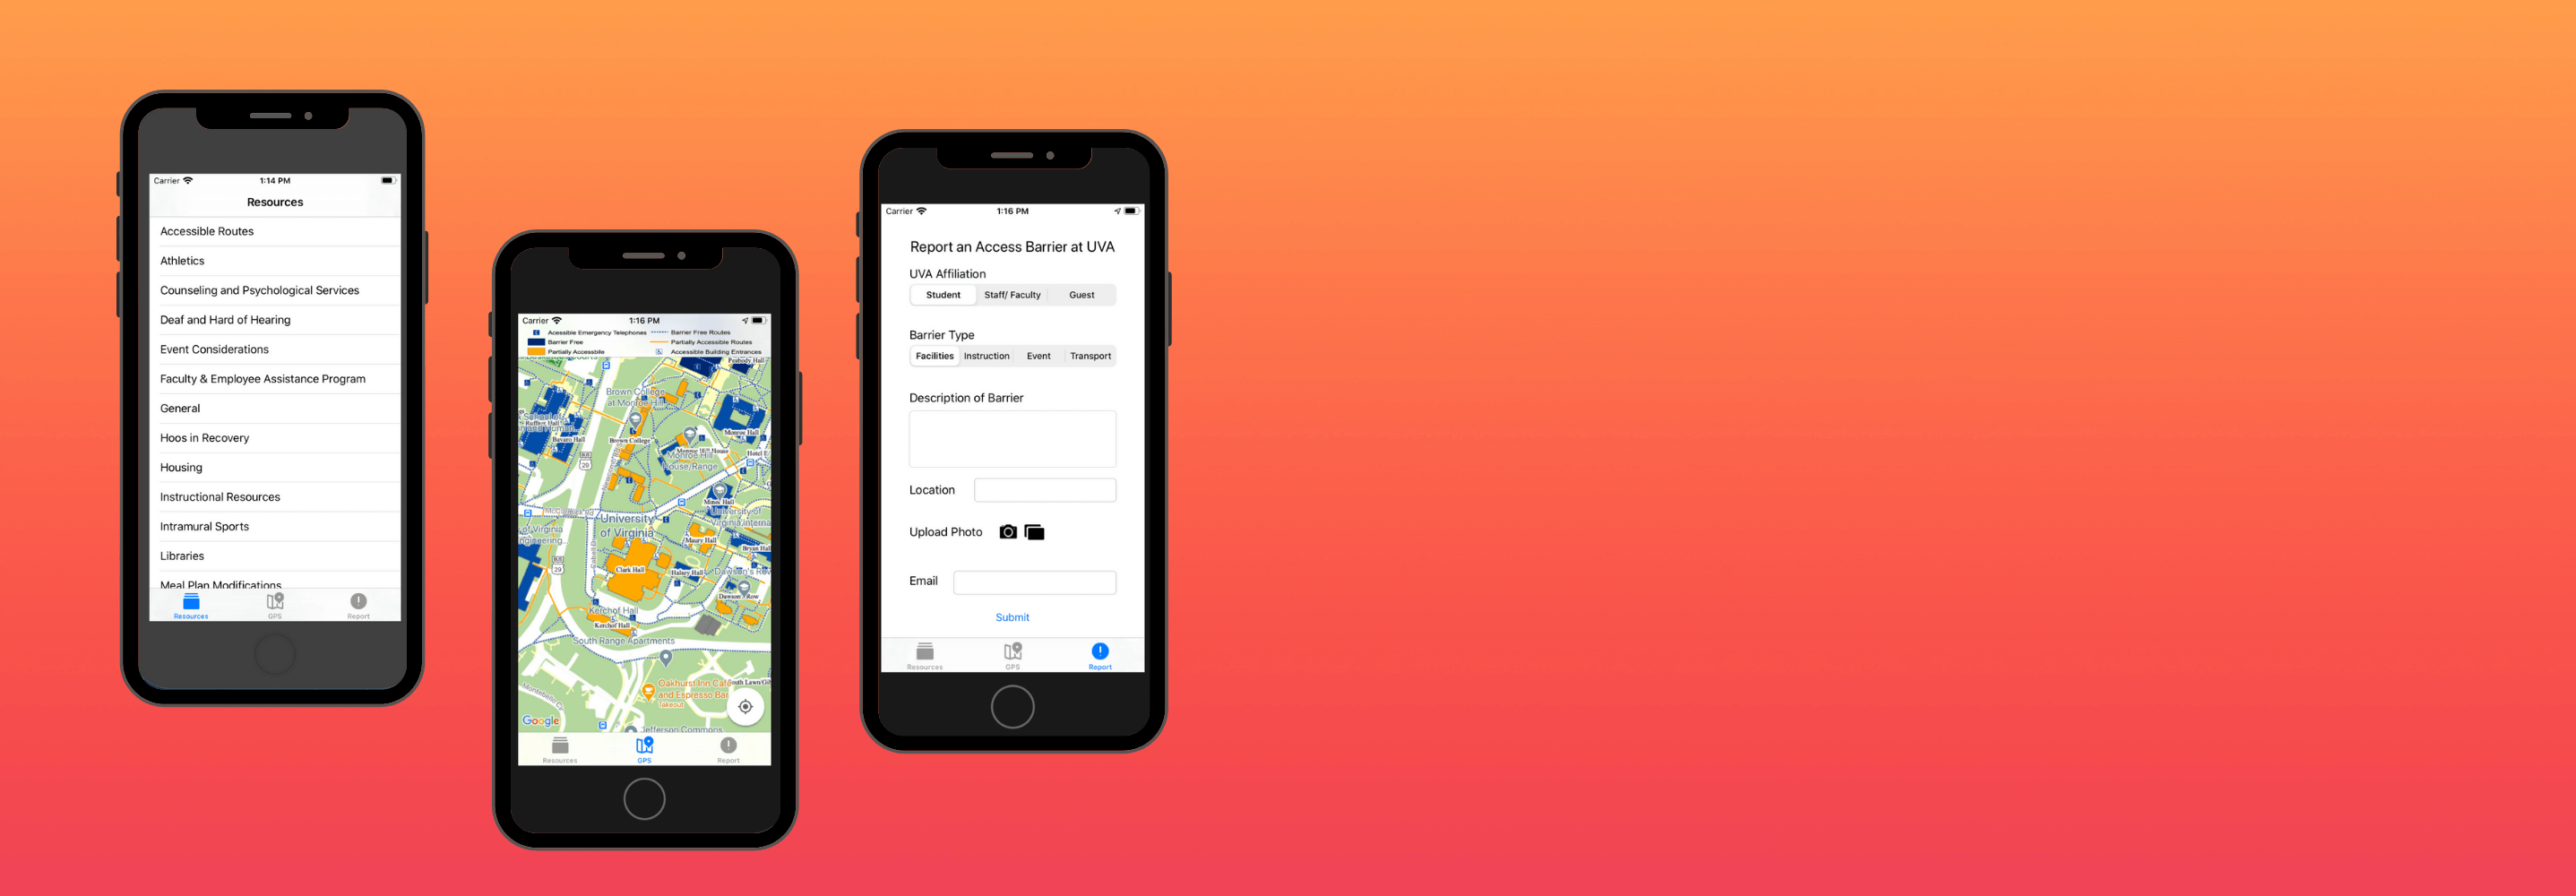 Carrier 1:14 PM
Resources
Accessible Routes
Athletics
Counseling and Psychological Services
Deaf and Hard of Hearing
Event Considerations
Faculty & Employee Assistance Program
General
Hoos in Recovery
Housing
Instructional Resources
Intramural Sports
Libraries
Meal Plan Modifications
Resources GPS Report
Carrier 1:16 PM
Acessible Emergency Telephones Barrier Free Routes
Barrier Free Partially Accessible Routes
Partially Accessbile Accessible Building Entrances
Peabody Hall
Brown College
at Monroe Hill
Ruffner Hall
Bavaro Hall
Brown College
Monroe Hall
Monroe Hill House
Monroe Hill
House/Range
Hotel E
29
Minor Hall
McCormick Rd
University
of Virginia
University of
Virginia Interna
of Virginia
ngineering...
Maury Hall
Bryan Hall
29
Clark Hall
Halsey Hall
Dawson's Row
Dawson's Row
Kerchof Hall
Kerchof Hall
South Range Apartments
Oakhurst Inn Café
and Espresso Bar
Takeout
Google
Jefferson Commons
Resources GPS Report
Carrier 1:16 PM
Report an Access Barrier at UVA
UVA Affiliation
Student Staff/ Faculty Guest
Barrier Type
Facilities Instruction Event Transport
Description of Barrier
Location
Upload Photo
Email
Submit
Resources GPS Report